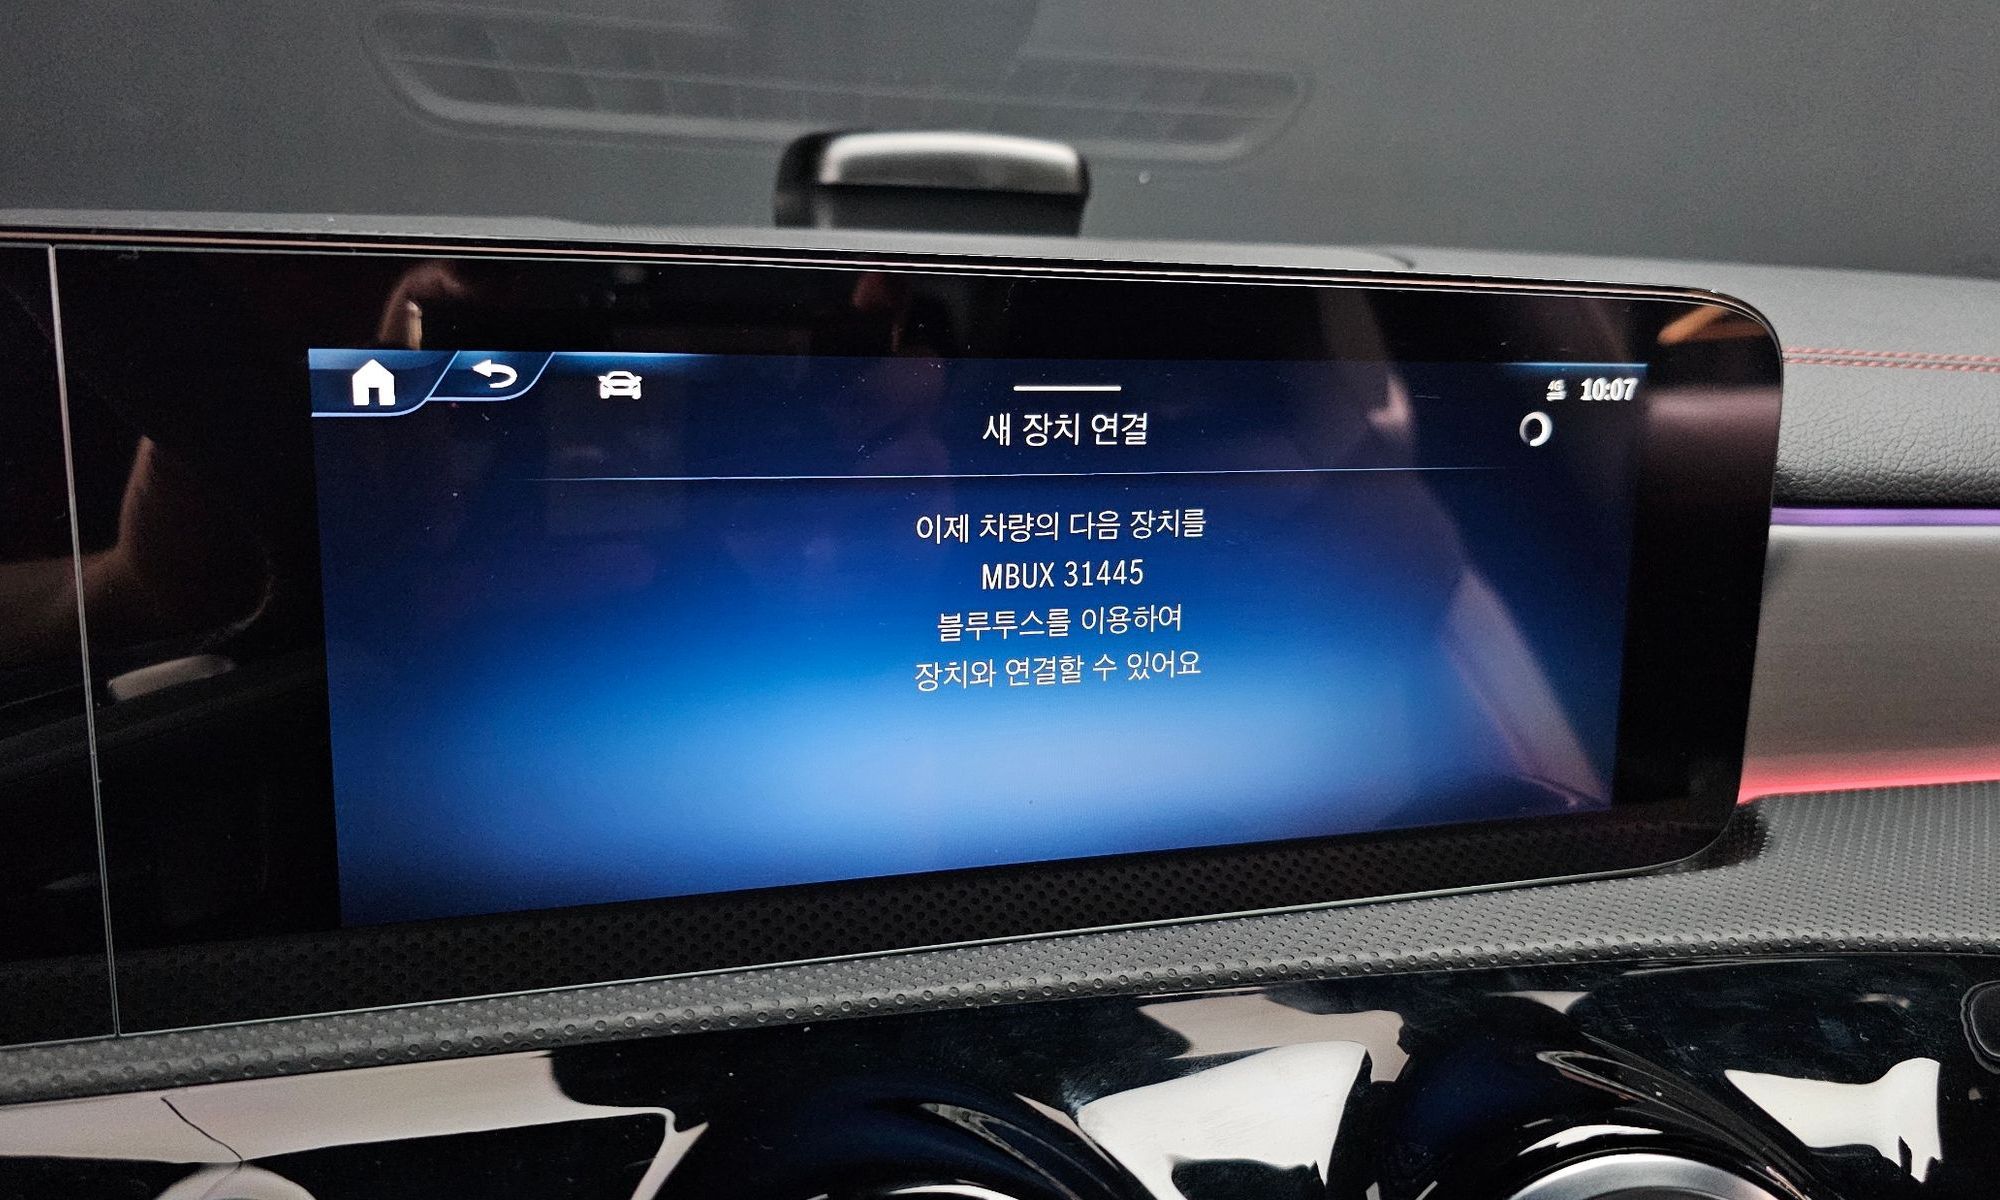 4G 10:07
새 장치 연결
이제 차량의 다음 장치를
MBUX 31445
블루투스를 이용하여
장치와 연결할 수 있어요